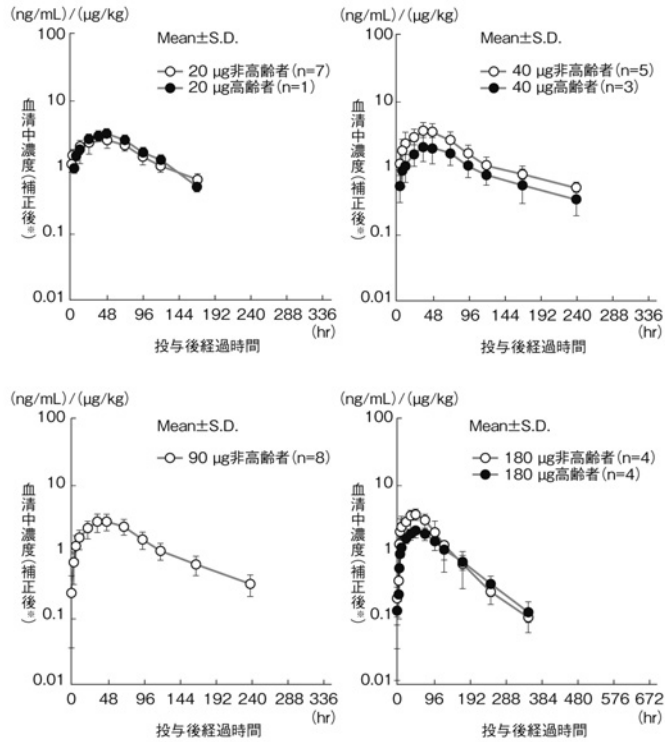 (ng/mL)/(μg/kg)
100
10
1
0.1
0.01
血清中濃度(補正後※)
Mean±S.D.
20 μg非高齢者(n=7)
20 μg高齢者(n=1)
0 48 96 144 192 240 288 336
(hr)
投与後経過時間
(ng/mL)/(μg/kg)
100
10
1
0.1
0.01
血清中濃度(補正後※)
Mean±S.D.
40 μg非高齢者(n=5)
40 μg高齢者(n=3)
0 48 96 144 192 240 288 336
(hr)
投与後経過時間
(ng/mL)/(μg/kg)
100
10
1
0.1
0.01
血清中濃度(補正後※)
Mean±S.D.
90 μg非高齢者(n=8)
0 48 96 144 192 240 288 336
(hr)
投与後経過時間
(ng/mL)/(μg/kg)
100
10
1
0.1
0.01
血清中濃度(補正後※)
Mean±S.D.
180 μg非高齢者(n=4)
180 μg高齢者(n=4)
0 96 192 288 384 480 576 672
(hr)
投与後経過時間